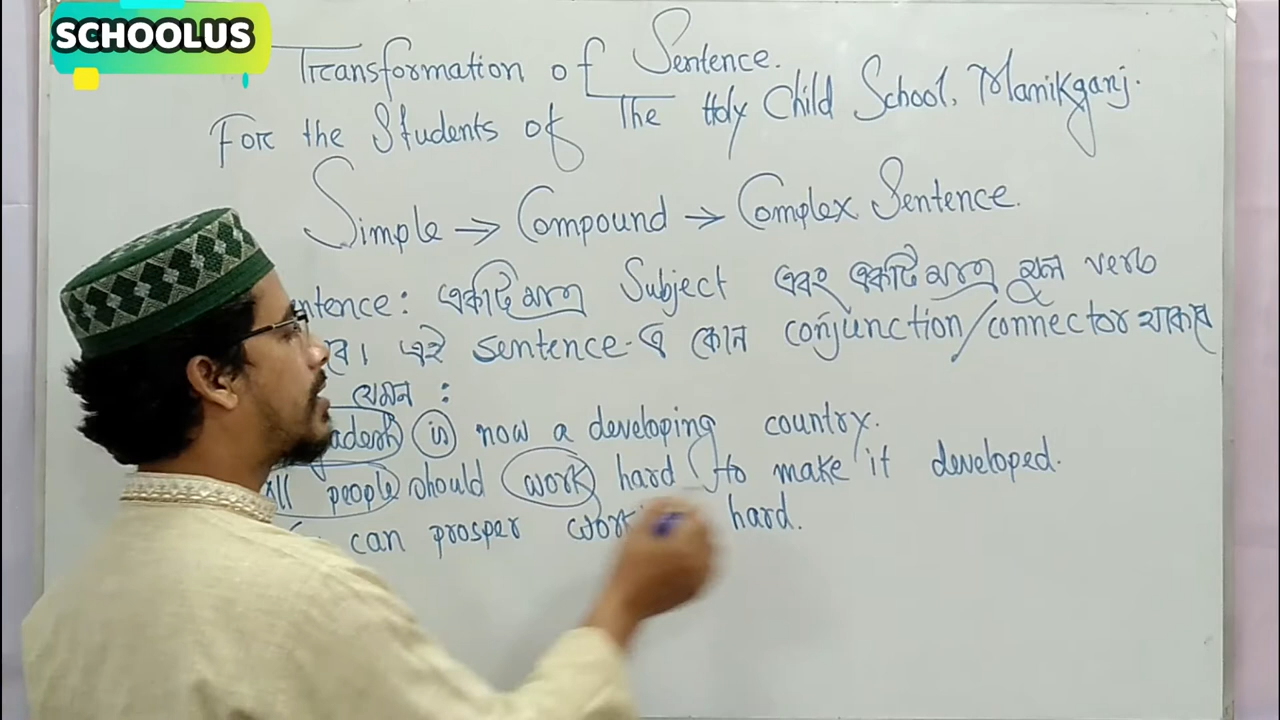 SCHOOLUS
Transformation of Sentence.
For the Students of The Holy Child School, Manikganj.
Simple → Compound → Complex Sentence.
entence: একটি মাত্র Subject এবং একটি মাত্র মূল verb
বে। এই sentence-এ কোন conjunction/connector থাকবে
যেমন :
adesh is now a developing country.
All people should work hard to make it developed.
can prosper hard.